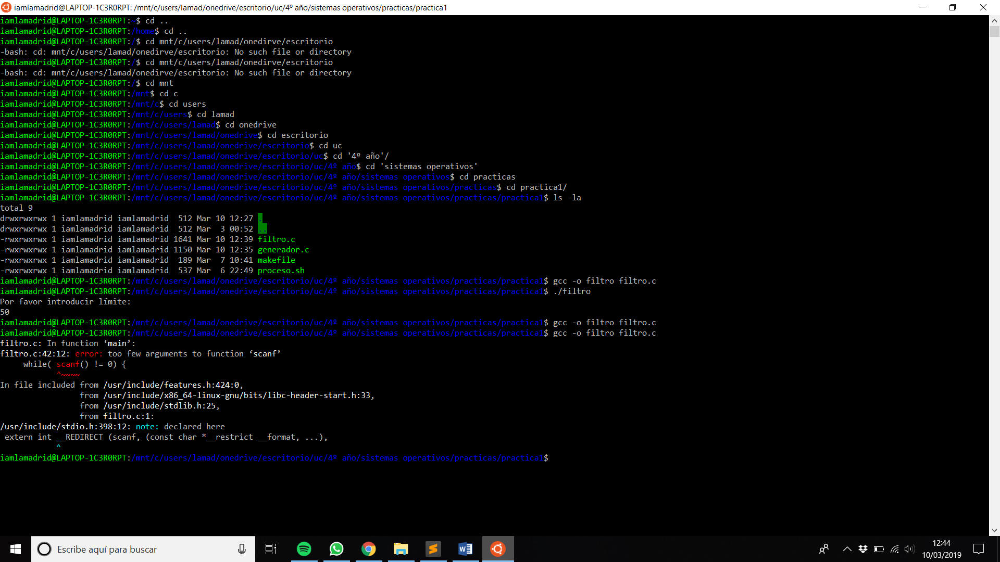 iamlamadrid@LAPTOP-1C3R0RPT: /mnt/c/users/lamad/onedrive/escritorio/uc/4º año/sistemas operativos/practicas/practica1
iamlamadrid@LAPTOP-1C3R0RPT:~$ cd ..
iamlamadrid@LAPTOP-1C3R0RPT:/home$ cd ..
iamlamadrid@LAPTOP-1C3R0RPT:/$ cd mnt/c/users/lamad/onedirve/escritorio
-bash: cd: mnt/c/users/lamad/onedirve/escritorio: No such file or directory
iamlamadrid@LAPTOP-1C3R0RPT:/$ cd mnt/c/users/lamad/onedirve/escritorio
-bash: cd: mnt/c/users/lamad/onedirve/escritorio: No such file or directory
iamlamadrid@LAPTOP-1C3R0RPT:/$ cd mnt
iamlamadrid@LAPTOP-1C3R0RPT:/mnt$ cd c
iamlamadrid@LAPTOP-1C3R0RPT:/mnt/c$ cd users
iamlamadrid@LAPTOP-1C3R0RPT:/mnt/c/users$ cd lamad
iamlamadrid@LAPTOP-1C3R0RPT:/mnt/c/users/lamad$ cd onedrive
iamlamadrid@LAPTOP-1C3R0RPT:/mnt/c/users/lamad/onedrive$ cd escritorio
iamlamadrid@LAPTOP-1C3R0RPT:/mnt/c/users/lamad/onedrive/escritorio$ cd uc
iamlamadrid@LAPTOP-1C3R0RPT:/mnt/c/users/lamad/onedrive/escritorio/uc$ cd '4º año'/
iamlamadrid@LAPTOP-1C3R0RPT:/mnt/c/users/lamad/onedrive/escritorio/uc/4º año$ cd 'sistemas operativos'
iamlamadrid@LAPTOP-1C3R0RPT:/mnt/c/users/lamad/onedrive/escritorio/uc/4º año/sistemas operativos$ cd practicas
iamlamadrid@LAPTOP-1C3R0RPT:/mnt/c/users/lamad/onedrive/escritorio/uc/4º año/sistemas operativos/practicas$ cd practica1/
iamlamadrid@LAPTOP-1C3R0RPT:/mnt/c/users/lamad/onedrive/escritorio/uc/4º año/sistemas operativos/practicas/practica1$ ls -la
total 9
drwxrwxrwx 1 iamlamadrid iamlamadrid  512 Mar 10 12:27 .
drwxrwxrwx 1 iamlamadrid iamlamadrid  512 Mar  3 00:52 ..
-rwxrwxrwx 1 iamlamadrid iamlamadrid 1641 Mar 10 12:39 filtro.c
-rwxrwxrwx 1 iamlamadrid iamlamadrid 1150 Mar 10 12:35 generador.c
-rwxrwxrwx 1 iamlamadrid iamlamadrid  189 Mar  7 10:41 makefile
-rwxrwxrwx 1 iamlamadrid iamlamadrid  537 Mar  6 22:49 proceso.sh
iamlamadrid@LAPTOP-1C3R0RPT:/mnt/c/users/lamad/onedrive/escritorio/uc/4º año/sistemas operativos/practicas/practica1$ gcc -o filtro filtro.c
iamlamadrid@LAPTOP-1C3R0RPT:/mnt/c/users/lamad/onedrive/escritorio/uc/4º año/sistemas operativos/practicas/practica1$ ./filtro
Por favor introducir límite:
50
iamlamadrid@LAPTOP-1C3R0RPT:/mnt/c/users/lamad/onedrive/escritorio/uc/4º año/sistemas operativos/practicas/practica1$ gcc -o filtro filtro.c
iamlamadrid@LAPTOP-1C3R0RPT:/mnt/c/users/lamad/onedrive/escritorio/uc/4º año/sistemas operativos/practicas/practica1$ gcc -o filtro filtro.c
filtro.c: In function ‘main’:
filtro.c:42:12: error: too few arguments to function ‘scanf’
     while( scanf() != 0) {
            ^~~~~
In file included from /usr/include/features.h:424:0,
                 from /usr/include/x86_64-linux-gnu/bits/libc-header-start.h:33,
                 from /usr/include/stdlib.h:25,
                 from filtro.c:1:
/usr/include/stdio.h:398:12: note: declared here
 extern int __REDIRECT (scanf, (const char *__restrict __format, ...),
            ^
iamlamadrid@LAPTOP-1C3R0RPT:/mnt/c/users/lamad/onedrive/escritorio/uc/4º año/sistemas operativos/practicas/practica1$
Escribe aquí para buscar
12:44
10/03/2019